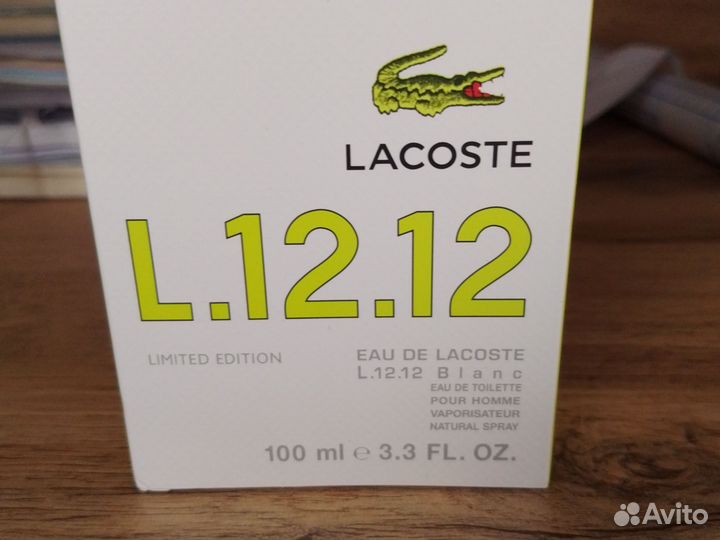 LACOSTE
L.12.12
LIMITED EDITION
EAU DE LACOSTE
L.12.12 Blanc
EAU DE TOILETTE
POUR HOMME
VAPORISATEUR
NATURAL SPRAY
100 ml ℮ 3.3 FL. OZ.
Avito